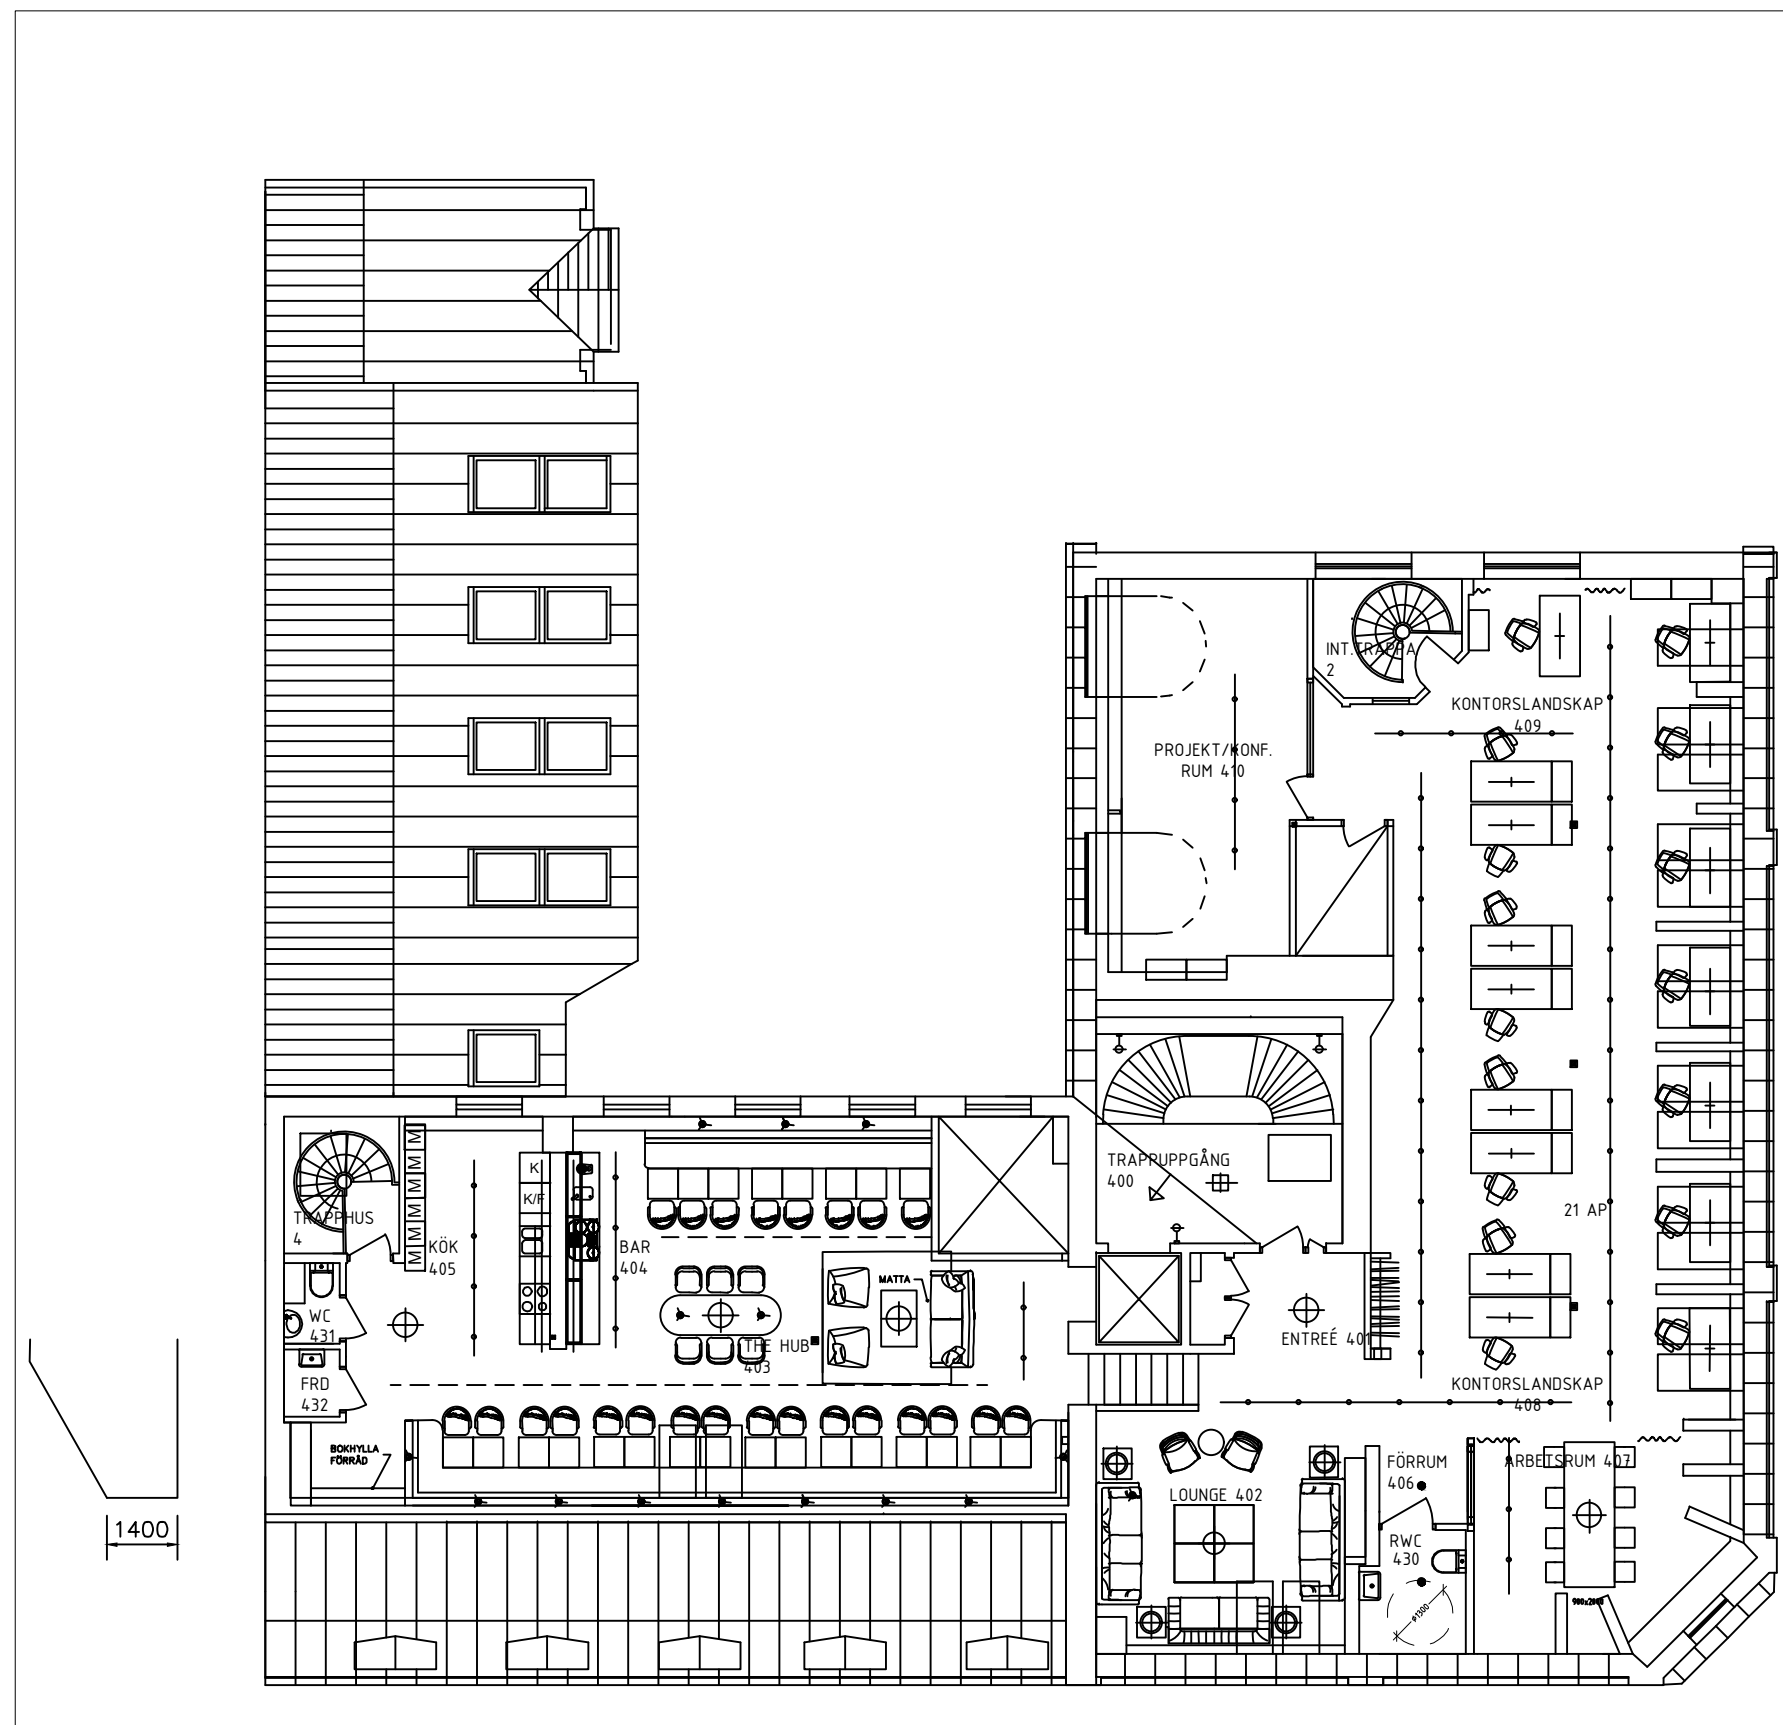 INT.TRAPPA
2
KONTORSLANDSKAP
409
PROJEKT/KONF.
RUM 410
TRAPPUPPGÅNG
400
21 AP
K
K/F
M
M
M
M
M
M
TRAPPHUS
4
KÖK
405
BAR
404
MATTA
WC
431
THE HUB
403
ENTREÉ 401
FRD
432
KONTORSLANDSKAP
408
BOKHYLLA
FÖRRÅD
FÖRRUM
406
ARBETSRUM 407
LOUNGE 402
1400
RWC
430
ø1300
900x2000